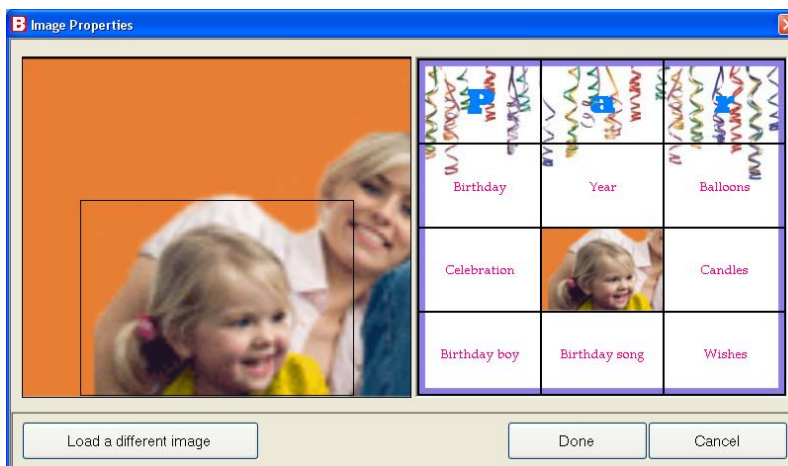 B Image Properties
P a r
Birthday Year Balloons
Celebration Candles
Birthday boy Birthday song Wishes
Load a different image Done Cancel